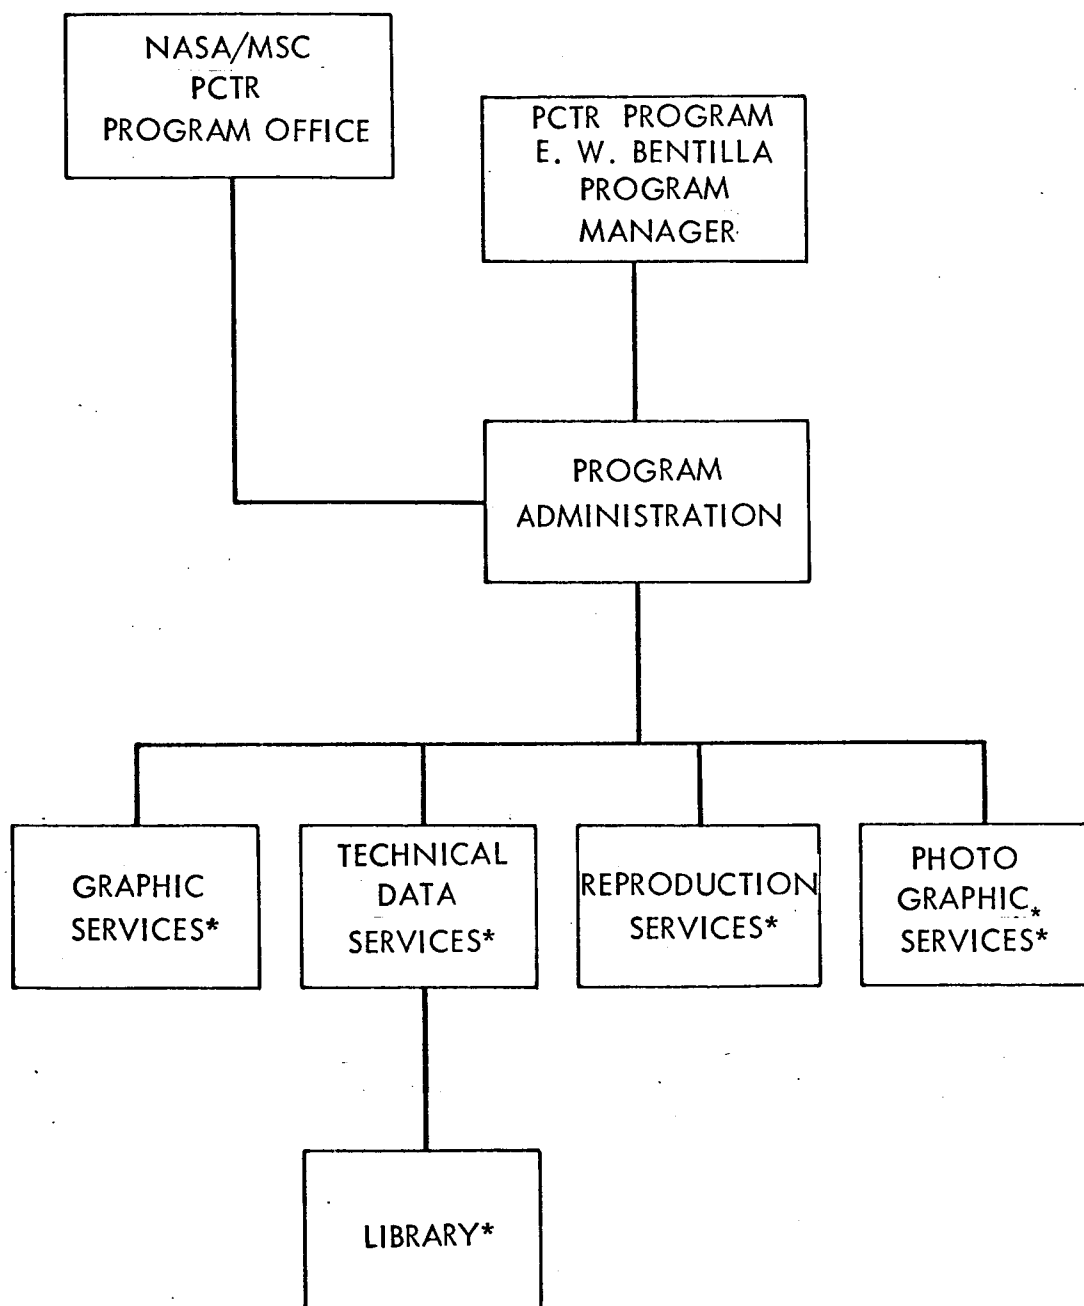 NASA/MSC
PCTR
PROGRAM OFFICE
PCTR PROGRAM
E. W. BENTILLA
PROGRAM
MANAGER
PROGRAM
ADMINISTRATION
GRAPHIC
SERVICES*
TECHNICAL
DATA
SERVICES*
REPRODUCTION
SERVICES*
PHOTO
GRAPHIC*
SERVICES*
LIBRARY*